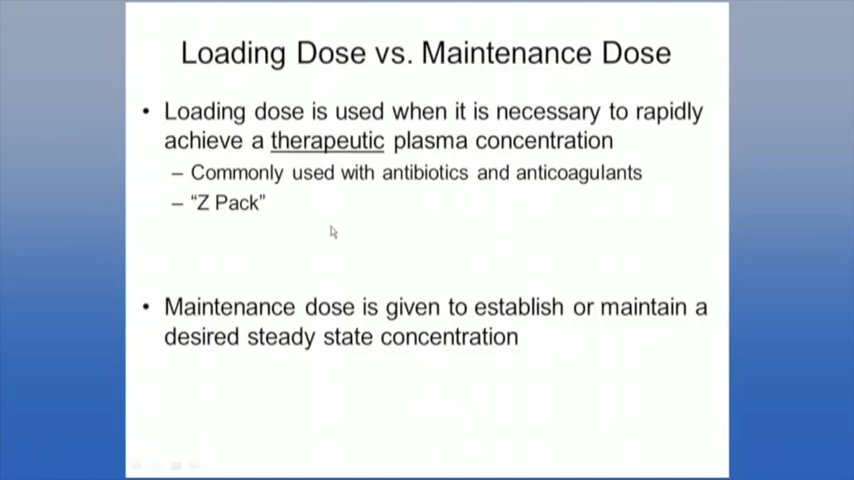 Loading Dose vs. Maintenance Dose
• Loading dose is used when it is necessary to rapidly
achieve a therapeutic plasma concentration
– Commonly used with antibiotics and anticoagulants
– “Z Pack”
• Maintenance dose is given to establish or maintain a
desired steady state concentration